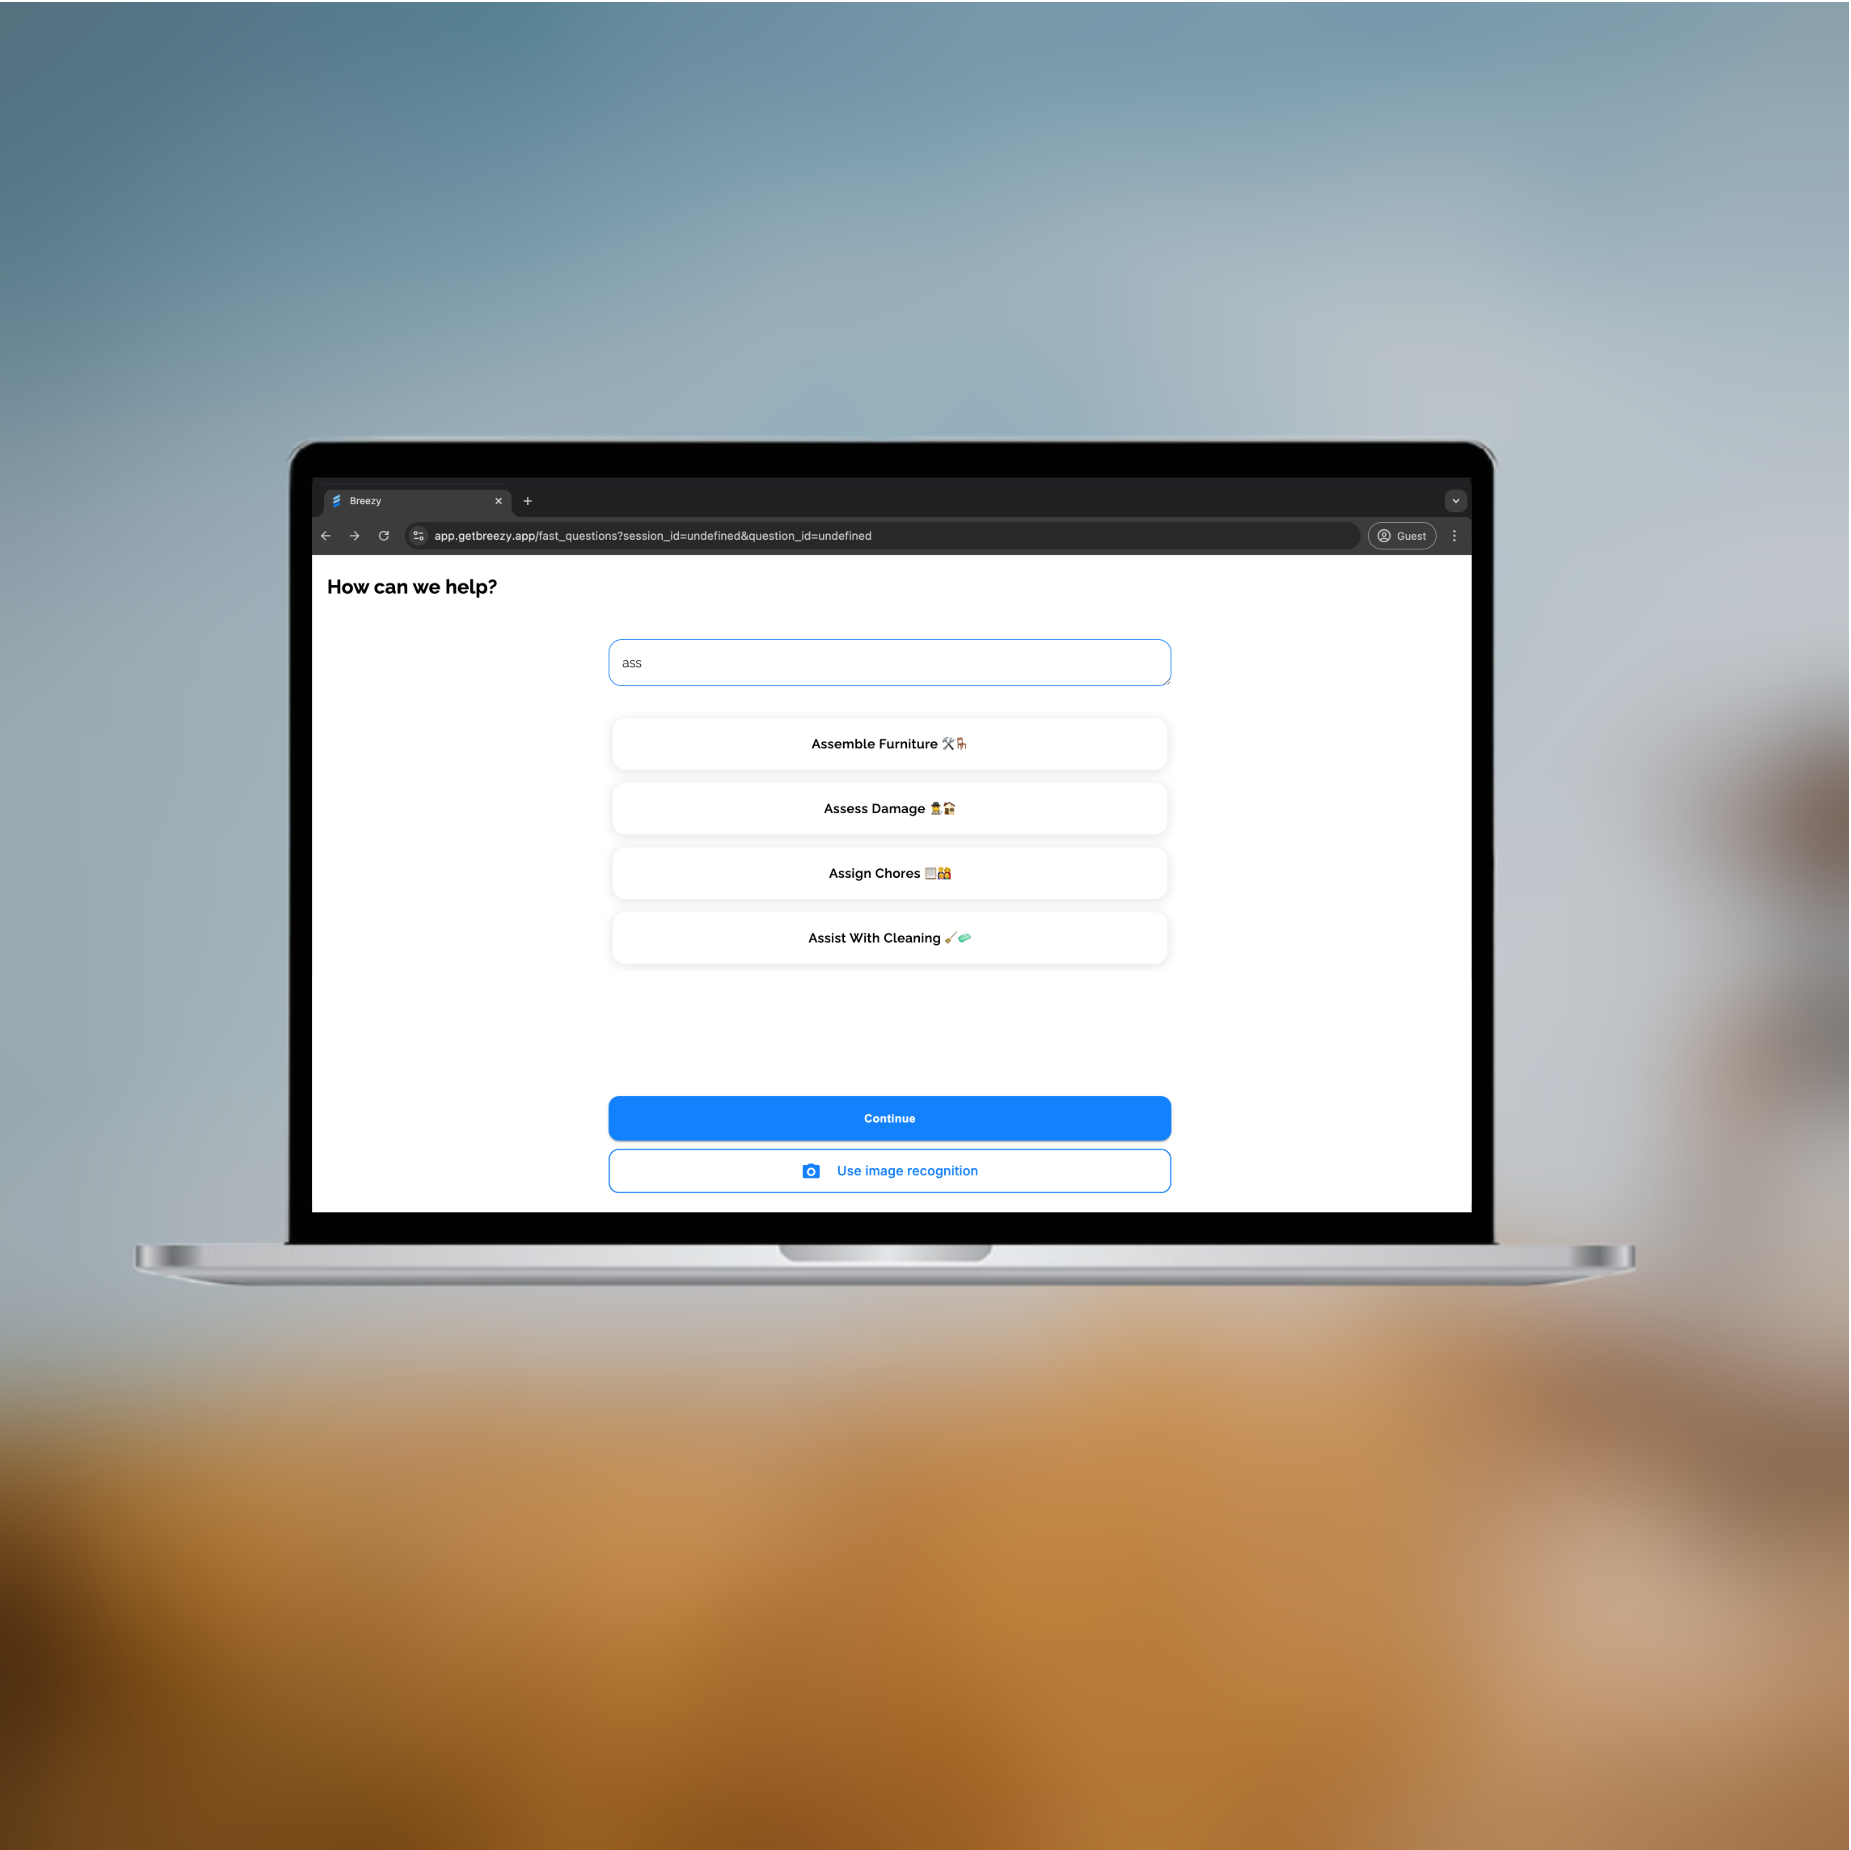 Breezy
app.getbreezy.app/fast_questions?session_id=undefined&question_id=undefined
Guest
How can we help?
ass
Assemble Furniture 🛠️🪑
Assess Damage 🕵️🏚️
Assign Chores 📋👨‍👩‍👧‍👦
Assist With Cleaning 🧹🧼
Continue
Use image recognition